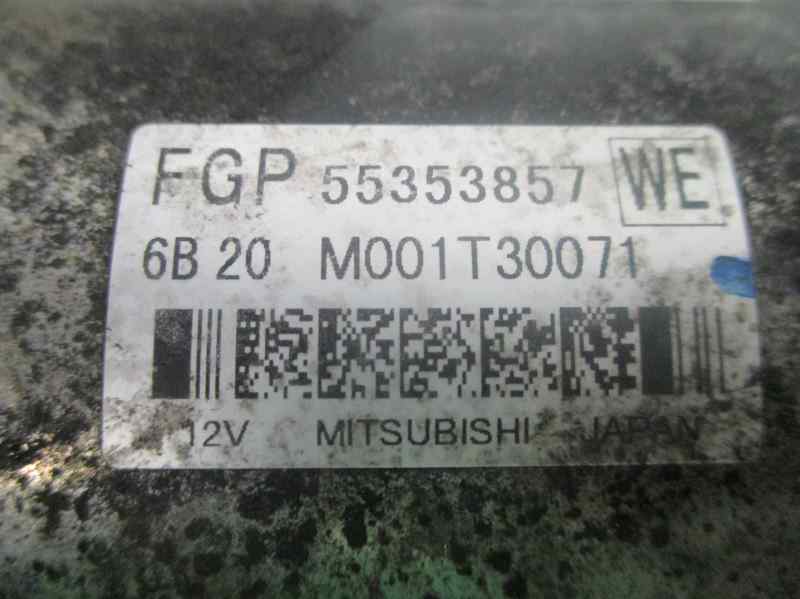 FGP 55353857 WE
6B 20 M001T30071
12V MITSUBISHI JAPAN